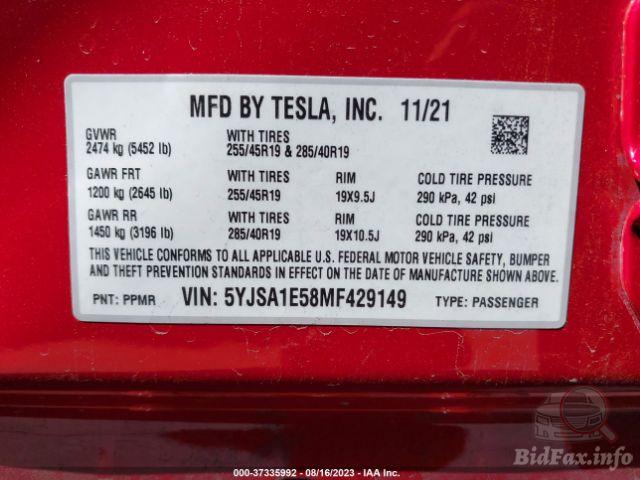 MFD BY TESLA, INC. 11/21
GVWR
2474 kg (5452 lb)
WITH TIRES
255/45R19 & 285/40R19
GAWR FRT
1200 kg (2645 lb)
WITH TIRES
255/45R19
RIM
19X9.5J
COLD TIRE PRESSURE
290 kPa, 42 psi
GAWR RR
1450 kg (3196 lb)
WITH TIRES
285/40R19
RIM
19X10.5J
COLD TIRE PRESSURE
290 kPa, 42 psi
THIS VEHICLE CONFORMS TO ALL APPLICABLE U.S. FEDERAL MOTOR VEHICLE SAFETY, BUMPER
AND THEFT PREVENTION STANDARDS IN EFFECT ON THE DATE OF MANUFACTURE SHOWN ABOVE.
PNT: PPMR VIN: 5YJSA1E58MF429149 TYPE: PASSENGER
BidFax.info
000-37335992 - 08/16/2023 - IAA Inc.